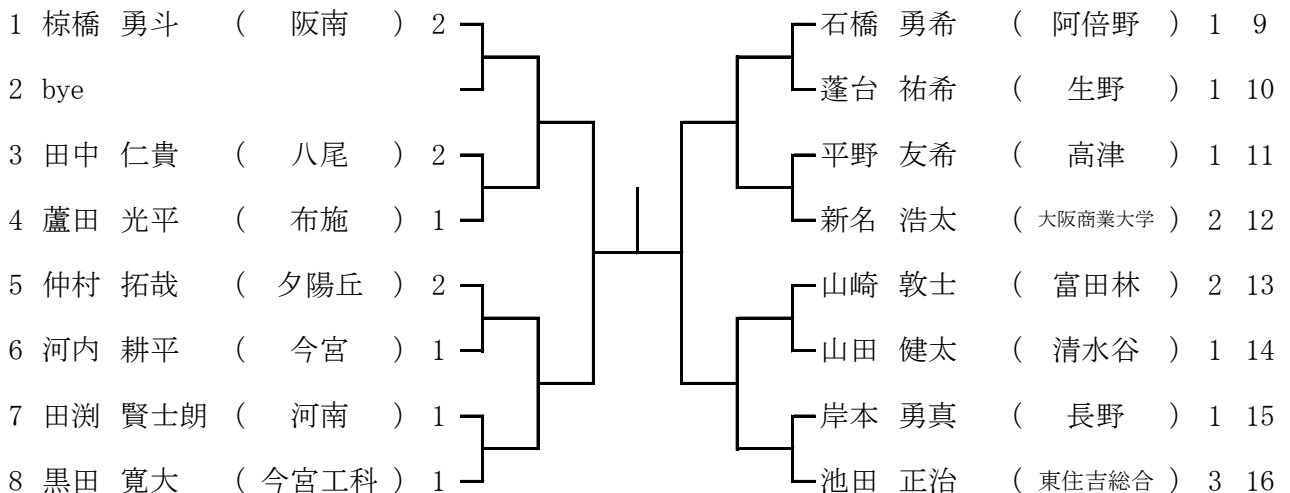 1 椋橋 勇斗 ( 阪南 ) 2
2 bye
3 田中 仁貴 ( 八尾 ) 2
4 蘆田 光平 ( 布施 ) 1
5 仲村 拓哉 ( 夕陽丘 ) 2
6 河内 耕平 ( 今宮 ) 1
7 田渕 賢士朗 ( 河南 ) 1
8 黒田 寛大 ( 今宮工科 ) 1
石橋 勇希 ( 阿倍野 ) 1 9
蓬台 祐希 ( 生野 ) 1 10
平野 友希 ( 高津 ) 1 11
新名 浩太 ( 大阪商業大学 ) 2 12
山崎 敦士 ( 富田林 ) 2 13
山田 健太 ( 清水谷 ) 1 14
岸本 勇真 ( 長野 ) 1 15
池田 正治 ( 東住吉総合 ) 3 16